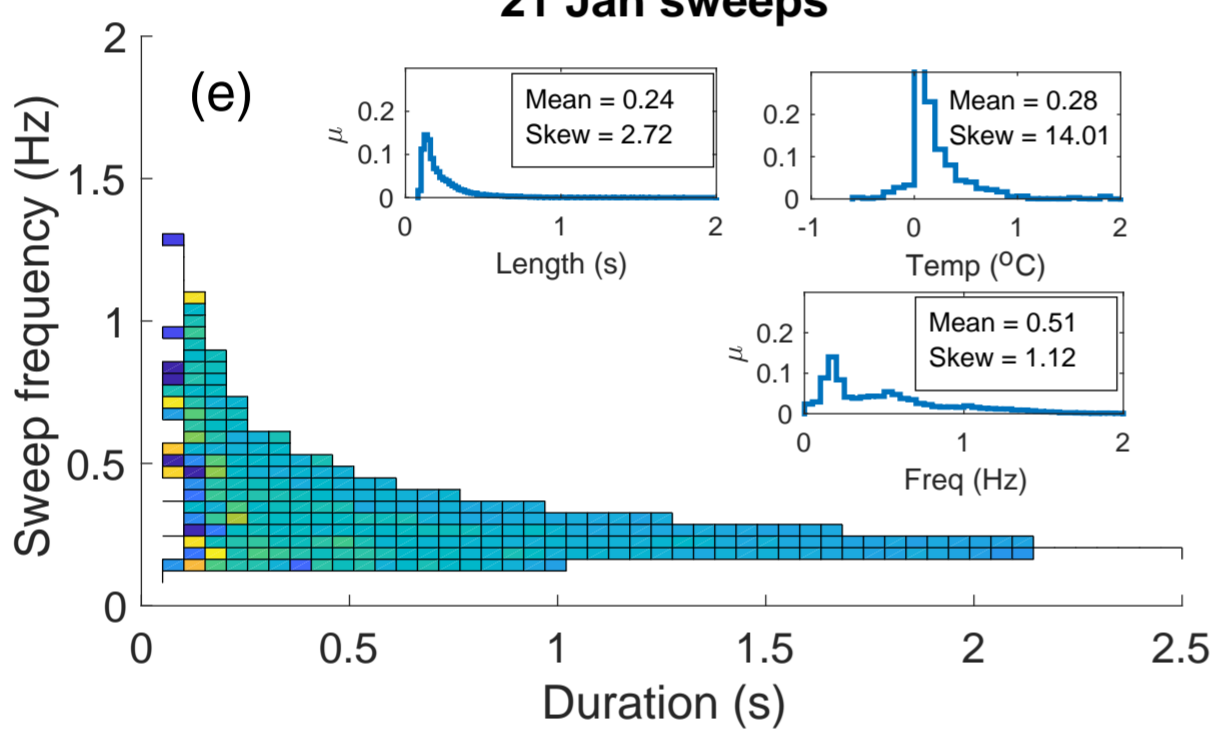 21 Jan sweeps
(e)
Sweep frequency (Hz)
2
1.5
1
0.5
0
0
0.5
1
1.5
2
2.5
Duration (s)
Mean = 0.24
Skew = 2.72
μ
0.2
0.1
0
0
1
2
Length (s)
Mean = 0.28
Skew = 14.01
0.2
0.1
0
-1
0
1
2
Temp (ºC)
Mean = 0.51
Skew = 1.12
μ
0.2
0.1
0
0
1
2
Freq (Hz)